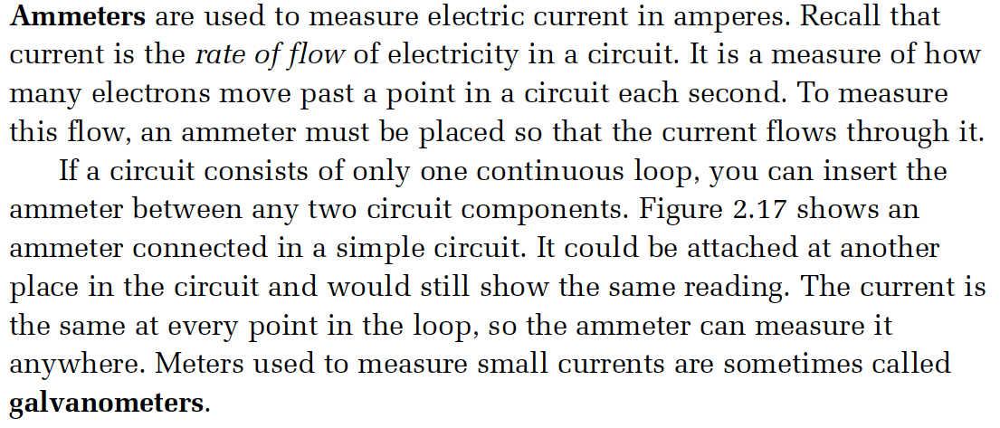 Ammeters are used to measure electric current in amperes. Recall that
current is the rate of flow of electricity in a circuit. It is a measure of how
many electrons move past a point in a circuit each second. To measure
this flow, an ammeter must be placed so that the current flows through it.
If a circuit consists of only one continuous loop, you can insert the
ammeter between any two circuit components. Figure 2.17 shows an
ammeter connected in a simple circuit. It could be attached at another
place in the circuit and would still show the same reading. The current is
the same at every point in the loop, so the ammeter can measure it
anywhere. Meters used to measure small currents are sometimes called
galvanometers.